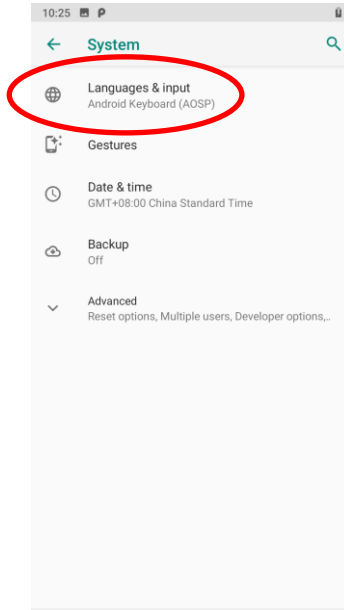 10:25
System
Languages & input
Android Keyboard (AOSP)
Gestures
Date & time
GMT+08:00 China Standard Time
Backup
Off
Advanced
Reset options, Multiple users, Developer options,..